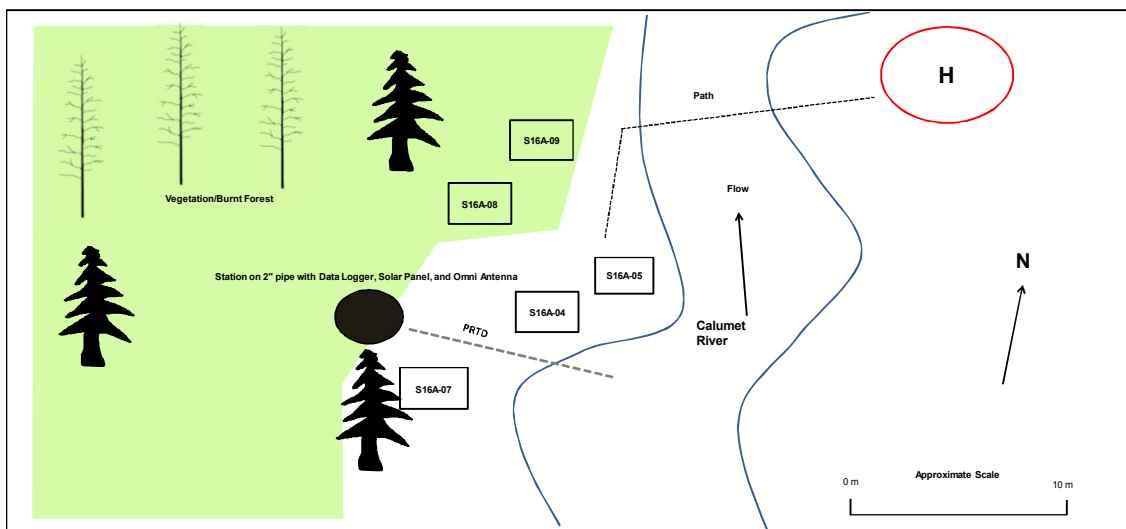 H
Path
S16A-09
Vegetation/Burnt Forest
S16A-08
Flow
Station on 2" pipe with Data Logger, Solar Panel, and Omni Antenna
S16A-05
N
S16A-04
PRTD
Calumet
River
S16A-07
Approximate Scale
0 m
10 m